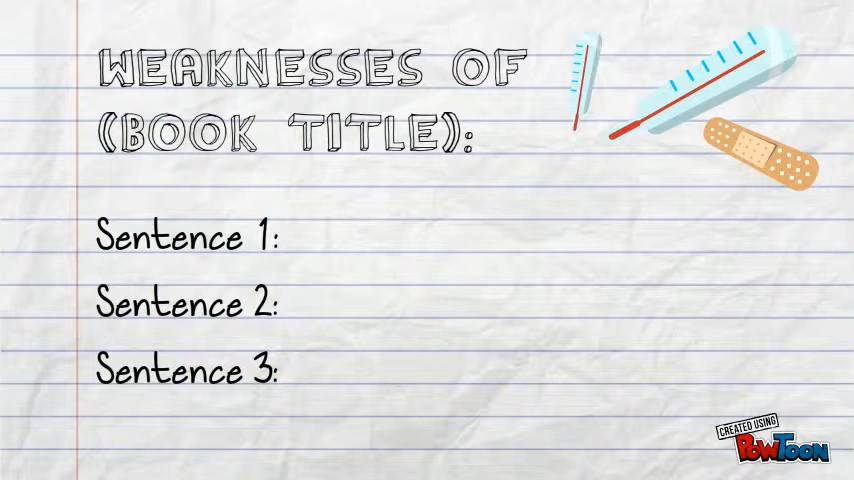 WEAKNESSES OF
(BOOK TITLE):
Sentence 1:
Sentence 2:
Sentence 3:
CREATED USING
POWTOON